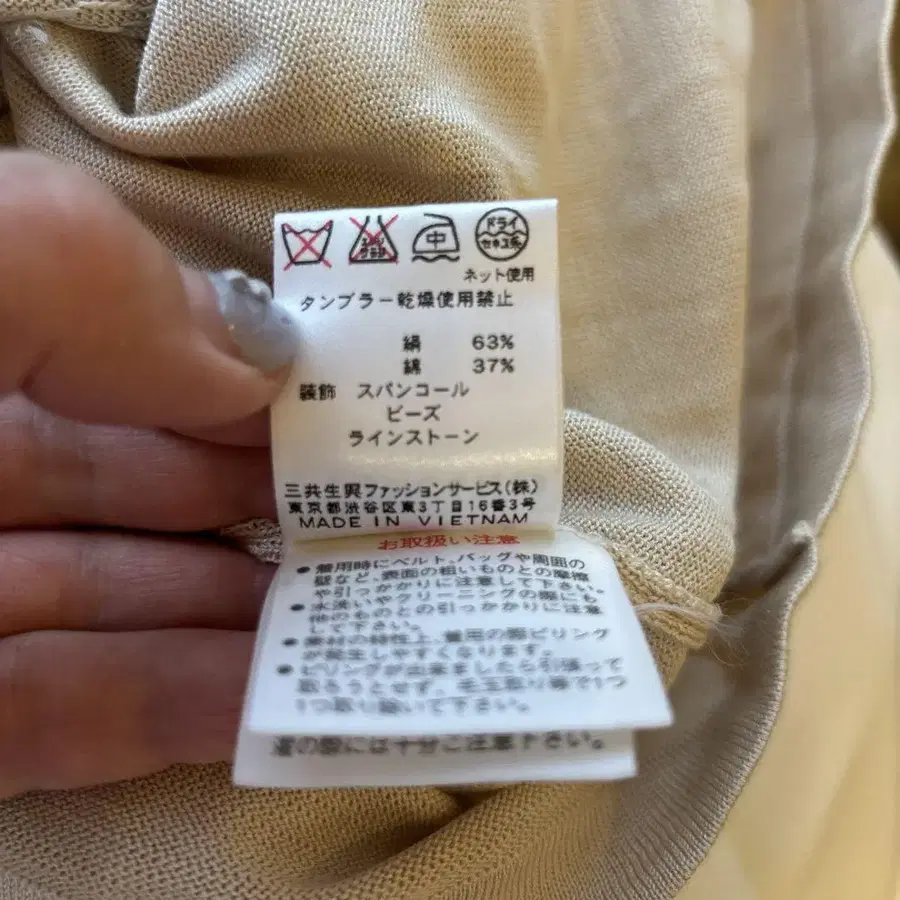 中 ドライ
セキユ系
ネット使用
タンブラー乾燥使用禁止
絹 63%
綿 37%
装飾 スパンコール
ビーズ
ラインストーン
三共生興ファッションサービス(株)
東京都渋谷区東3丁目16番3号
MADE IN VIETNAM
お取扱い注意
●着用時にベルト、バッグや周囲の
壁など、表面の粗いものとの摩擦
や引っかかりに注意して下さい。
●水洗いやクリーニングの際にも
他のものとの引っかかりに注意
して下さい。
●素材の特性上、着用の際ピリング
が発生しやすくなります。
●ピリングが出来ましたら引張って
取ろうとせず、毛玉取り等で1つ
1つ取り除いて下さい。
の際には十分ご注意下さい。